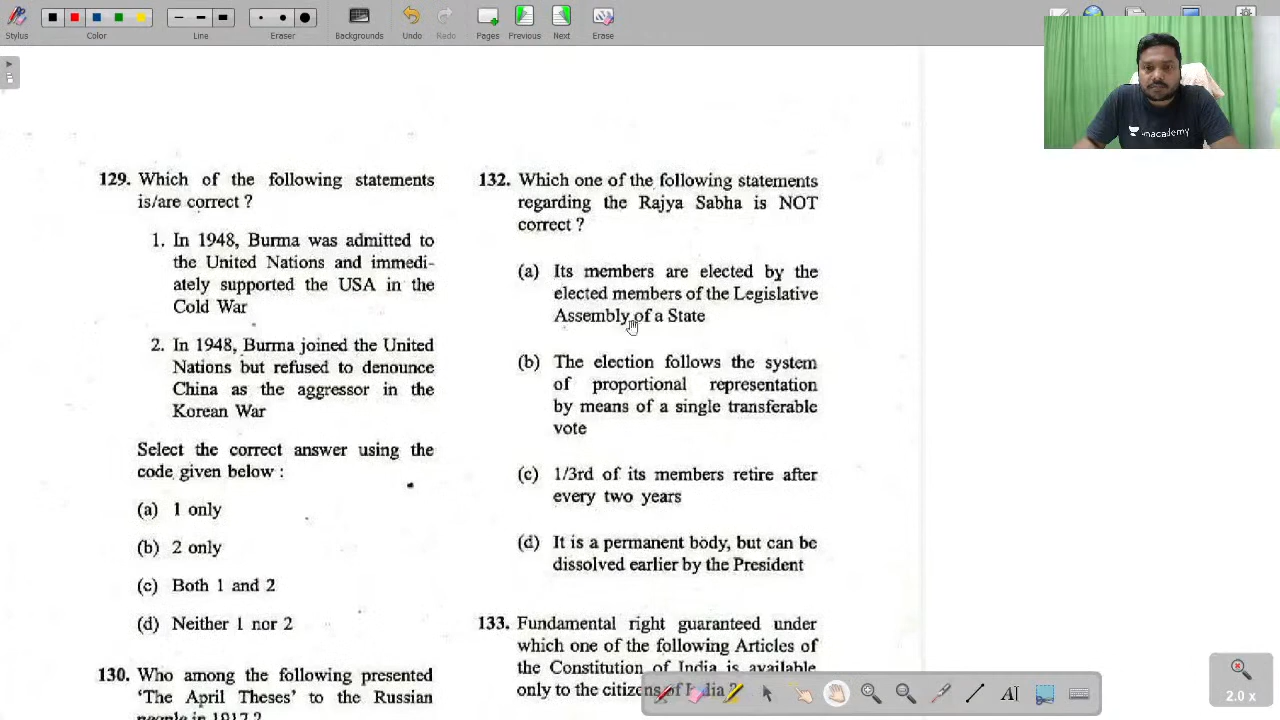 Stylus
Color
Line
Eraser
Backgrounds
Undo
Redo
Pages
Previous
Next
Erase
129. Which of the following statements
is/are correct ?
1. In 1948, Burma was admitted to
the United Nations and immedi-
ately supported the USA in the
Cold War
2. In 1948, Burma joined the United
Nations but refused to denounce
China as the aggressor in the
Korean War
Select the correct answer using the
code given below :
(a) 1 only
(b) 2 only
(c) Both 1 and 2
(d) Neither 1 nor 2
130. Who among the following presented
'The April Theses' to the Russian
people in 1917 ?
132. Which one of the following statements
regarding the Rajya Sabha is NOT
correct ?
(a) Its members are elected by the
elected members of the Legislative
Assembly of a State
(b) The election follows the system
of proportional representation
by means of a single transferable
vote
(c) 1/3rd of its members retire after
every two years
(d) It is a permanent body, but can be
dissolved earlier by the President
133. Fundamental right guaranteed under
which one of the following Articles of
the Constitution of India is available
only to the citizens of India ?
unacademy
2.0 x